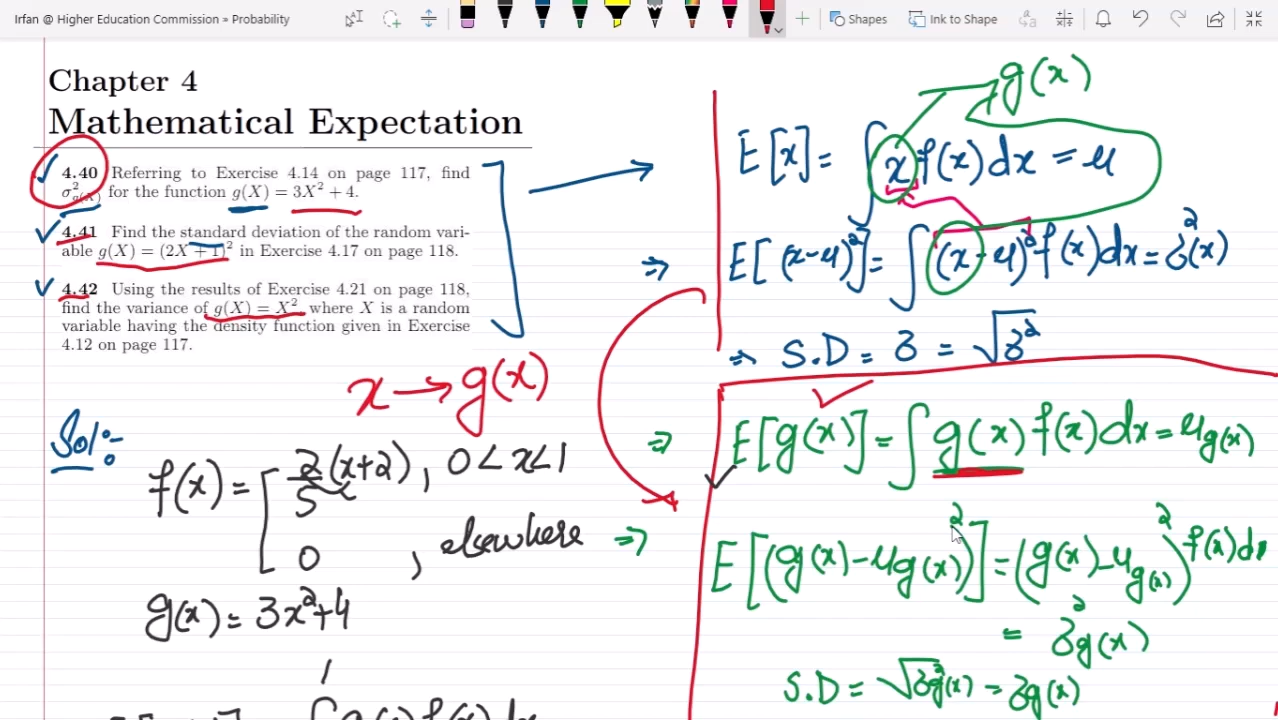 Irfan @ Higher Education Commission » Probability
Shapes
Ink to Shape
Chapter 4
Mathematical Expectation
4.40 Referring to Exercise 4.14 on page 117, find
σ²g(X) for the function g(X) = 3X² + 4.
4.41 Find the standard deviation of the random vari-
able g(X) = (2X + 1)² in Exercise 4.17 on page 118.
4.42 Using the results of Exercise 4.21 on page 118,
find the variance of g(X) = X², where X is a random
variable having the density function given in Exercise
4.12 on page 117.
x → g(x)
Sol:-
f(x) = [ 2/5 (x+2) , 0 < x < 1
0 , elsewhere
g(x) = 3x²+4
1
g(x)
E[x] = ∫ x f(x) dx = μ
⇒ E[(x-μ)²] = ∫ (x-μ)² f(x) dx = σ²(x)
⇒ S.D = σ = √σ²
⇒ E[g(x)] = ∫ g(x) f(x) dx = μg(x)
⇒ E[(g(x)-μg(x))²] = (g(x)-μg(x))² f(x) dx
= σ²g(x)
S.D = √σ²g(x) = σg(x)